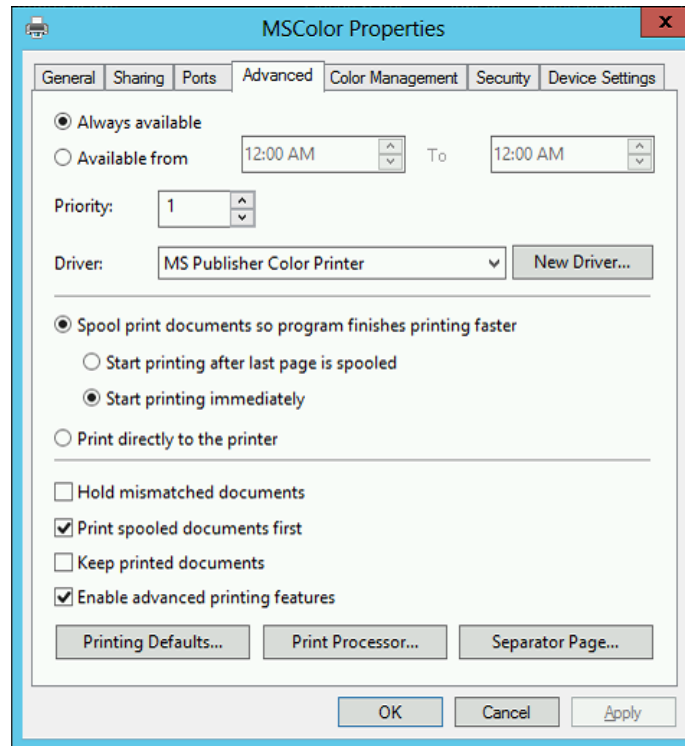 MSColor Properties
x
General Sharing Ports Advanced Color Management Security Device Settings
Always available
Available from 12:00 AM To 12:00 AM
Priority: 1
Driver: MS Publisher Color Printer New Driver...
Spool print documents so program finishes printing faster
Start printing after last page is spooled
Start printing immediately
Print directly to the printer
Hold mismatched documents
Print spooled documents first
Keep printed documents
Enable advanced printing features
Printing Defaults... Print Processor... Separator Page...
OK Cancel Apply